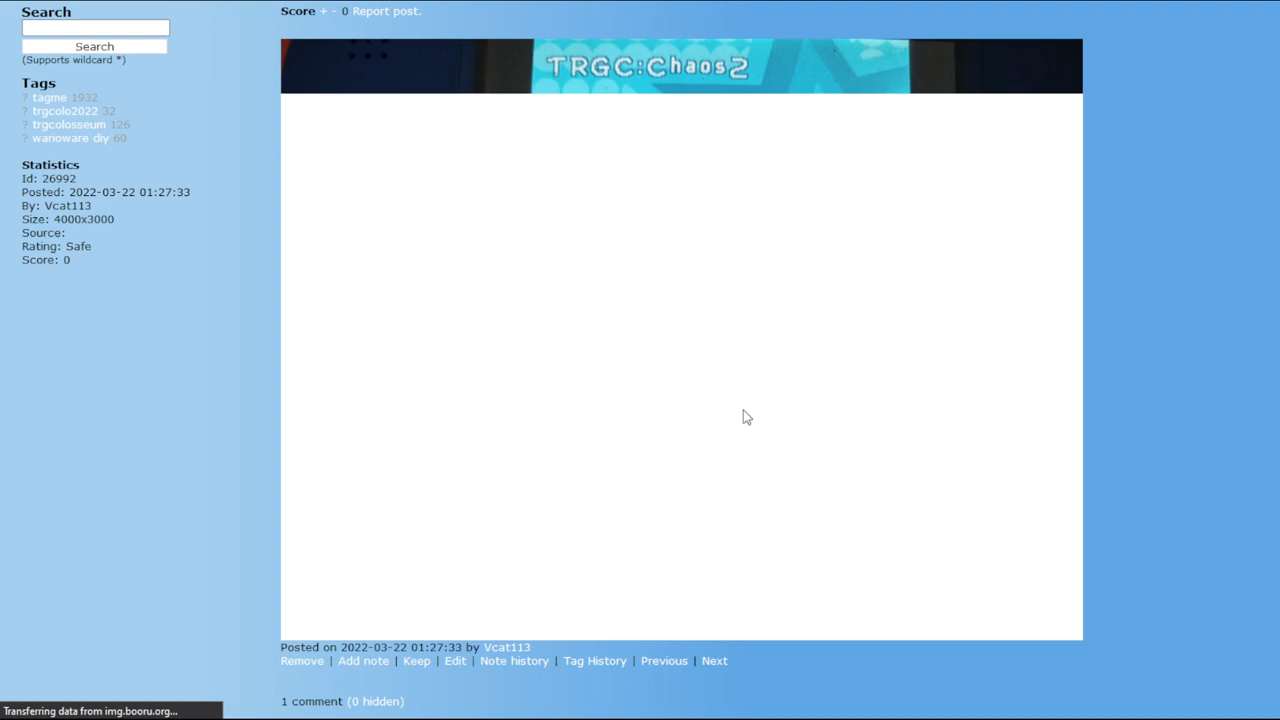 Search
Search
(Supports wildcard *)
Tags
? tagme 1932
? trgcolo2022 32
? trgcolosseum 126
? warioware diy 60
Statistics
Id: 26992
Posted: 2022-03-22 01:27:33
By: Vcat113
Size: 4000x3000
Source:
Rating: Safe
Score: 0
Score + - 0 Report post.
TRGC:Chaos2
Posted on 2022-03-22 01:27:33 by Vcat113
Remove | Add note | Keep | Edit | Note history | Tag History | Previous | Next
1 comment (0 hidden)
Transferring data from img.booru.org...